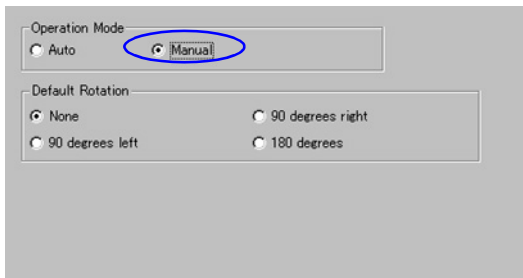 Operation Mode
Auto Manual
Default Rotation
None 90 degrees right
90 degrees left 180 degrees